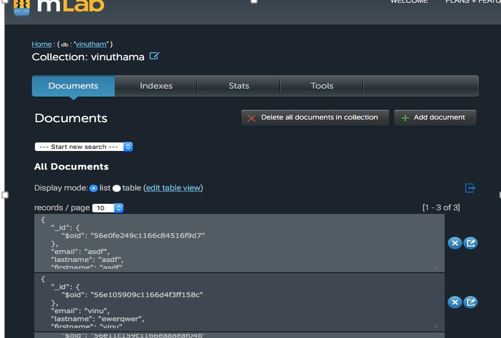 mLab
WELCOME PLANS + FEATU
Home : { db : "vinutham" }
Collection: vinuthama
Documents Indexes Stats Tools
Documents
Delete all documents in collection
Add document
--- Start new search ---
All Documents
Display mode: list table (edit table view)
records / page 10 [1 - 3 of 3]
{
"_id": {
"$oid": "56e0fe249c1166c84516f9d7"
},
"email": "asdf",
"lastname": "asdf",
"firstname": "asdf"
{
"_id": {
"$oid": "56e105909c1166d4f3ff158c"
},
"email": "vinu",
"lastname": "ewerqwer",
"firstname": "vinu"